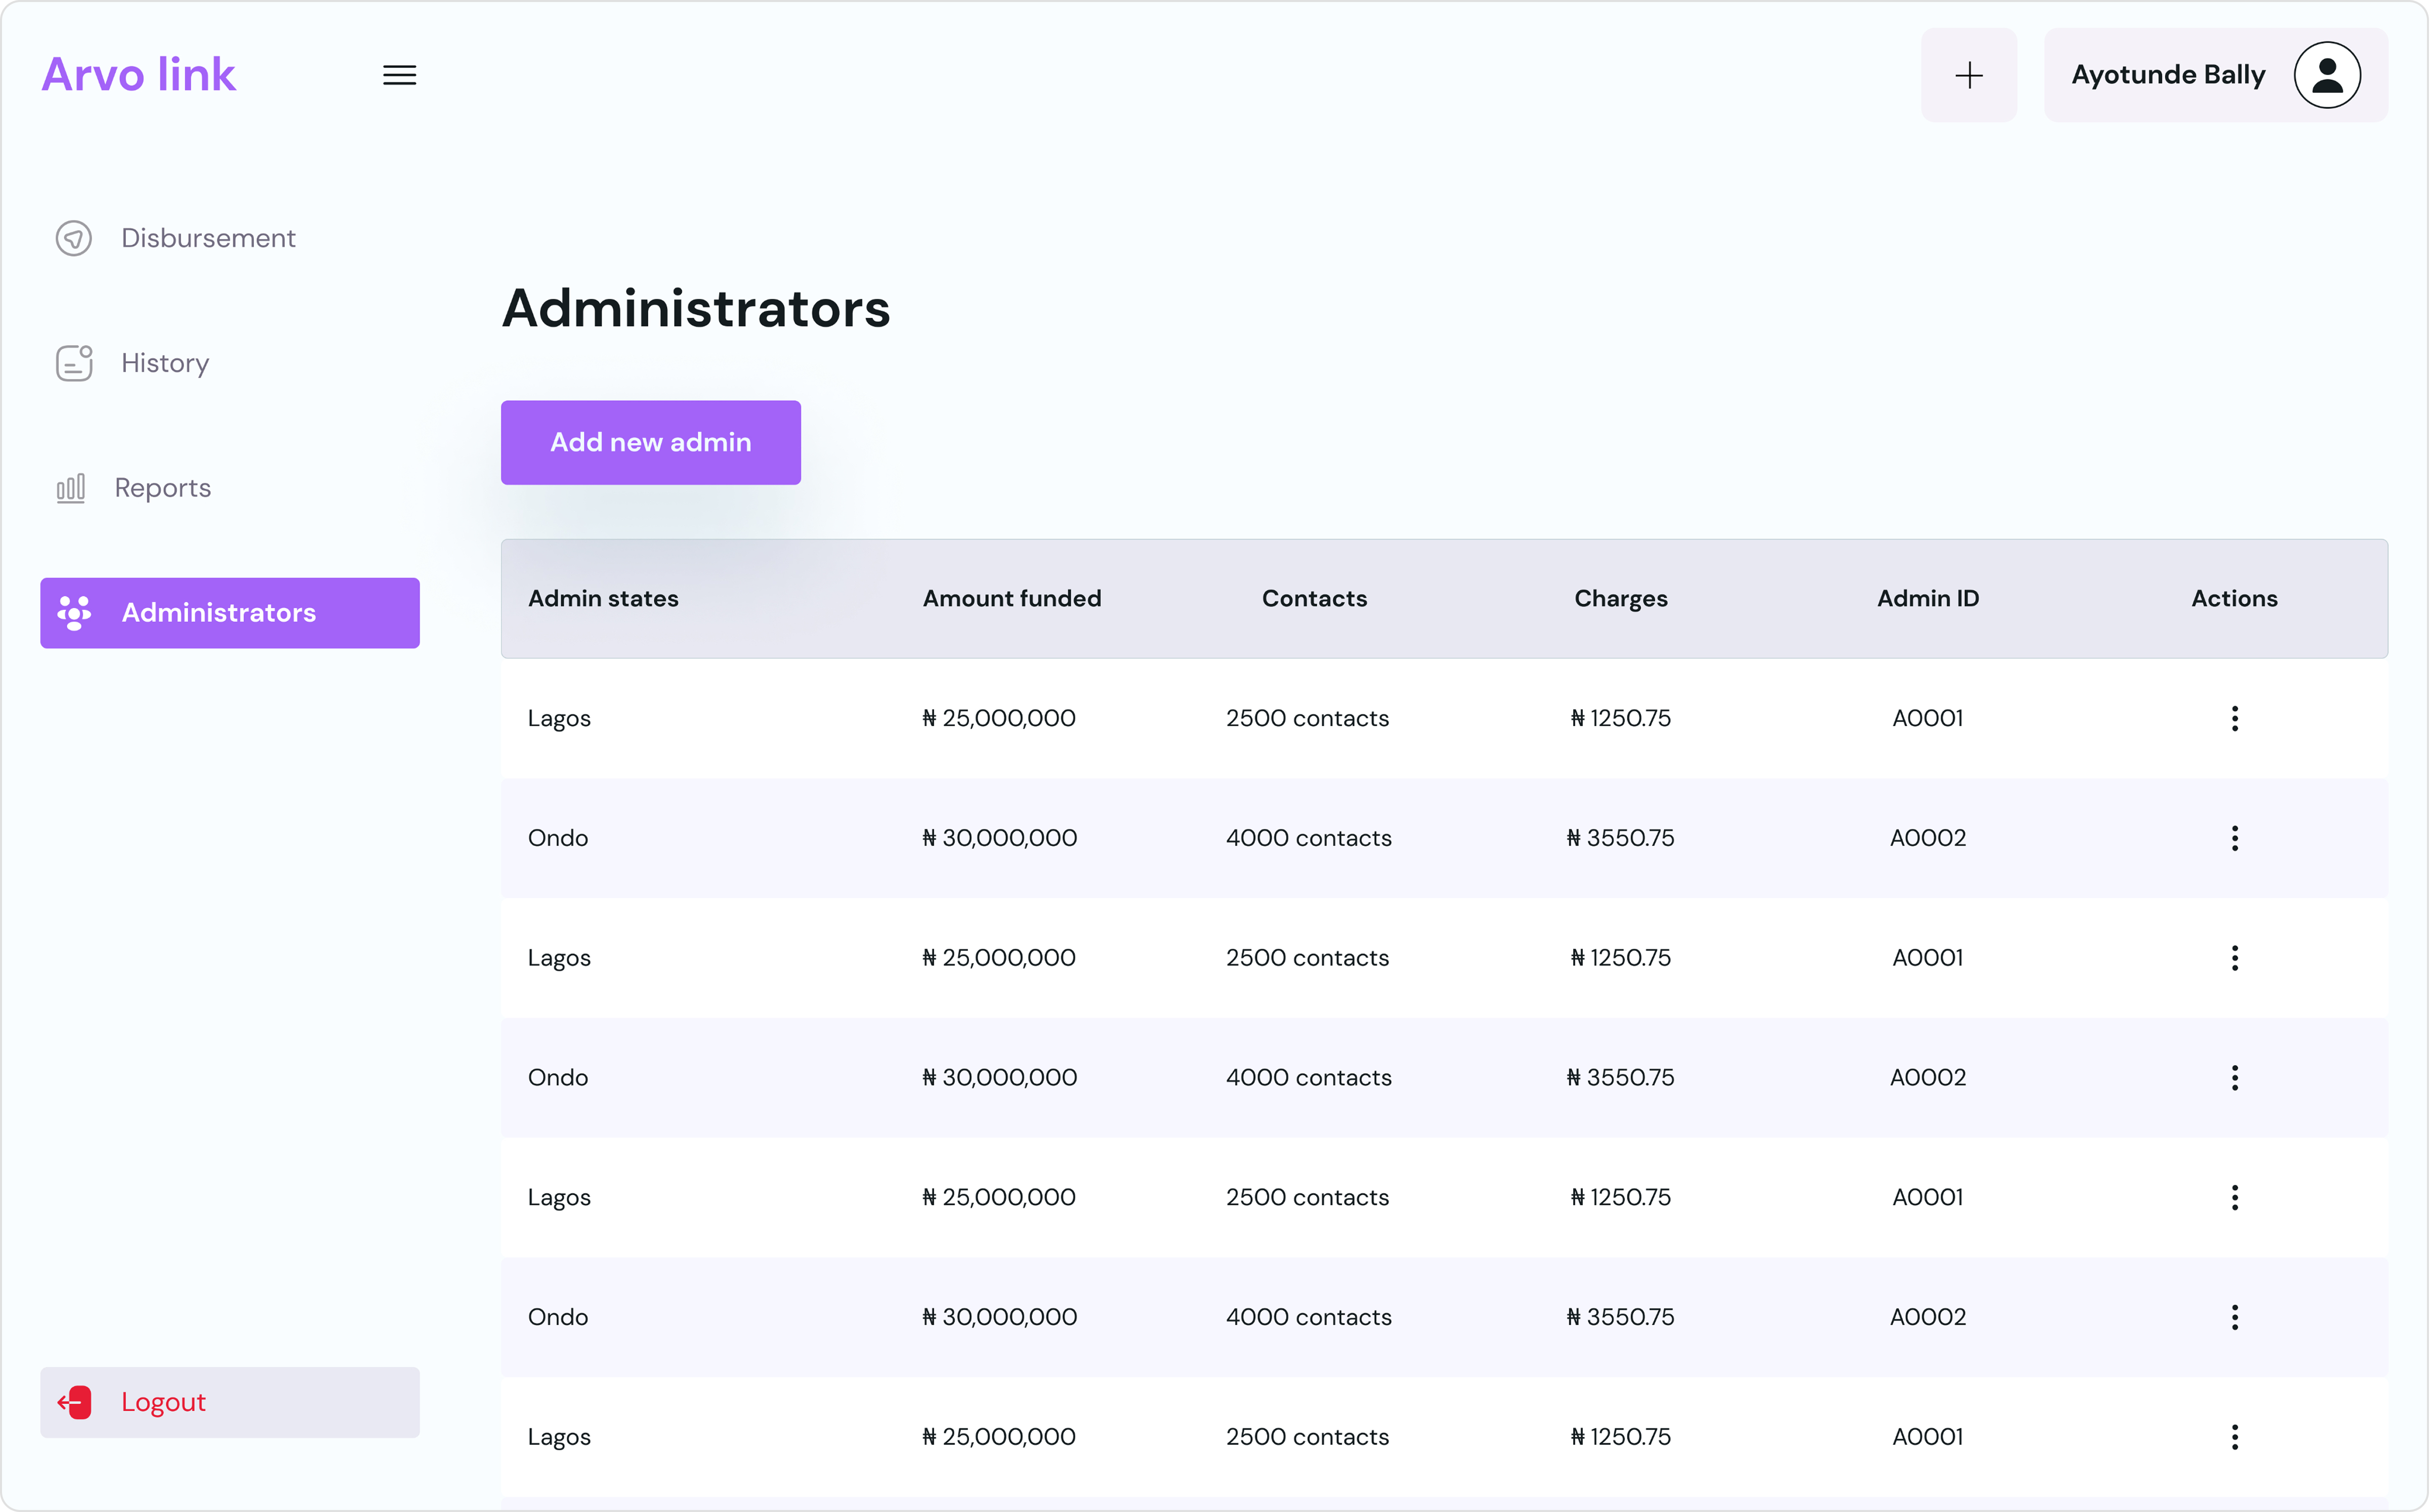 Arvo link
Ayotunde Bally
Disbursement
History
Reports
Administrators
Logout
Administrators
Add new admin
Admin states Amount funded Contacts Charges Admin ID Actions
Lagos ₦ 25,000,000 2500 contacts ₦ 1250.75 A0001
Ondo ₦ 30,000,000 4000 contacts ₦ 3550.75 A0002
Lagos ₦ 25,000,000 2500 contacts ₦ 1250.75 A0001
Ondo ₦ 30,000,000 4000 contacts ₦ 3550.75 A0002
Lagos ₦ 25,000,000 2500 contacts ₦ 1250.75 A0001
Ondo ₦ 30,000,000 4000 contacts ₦ 3550.75 A0002
Lagos ₦ 25,000,000 2500 contacts ₦ 1250.75 A0001